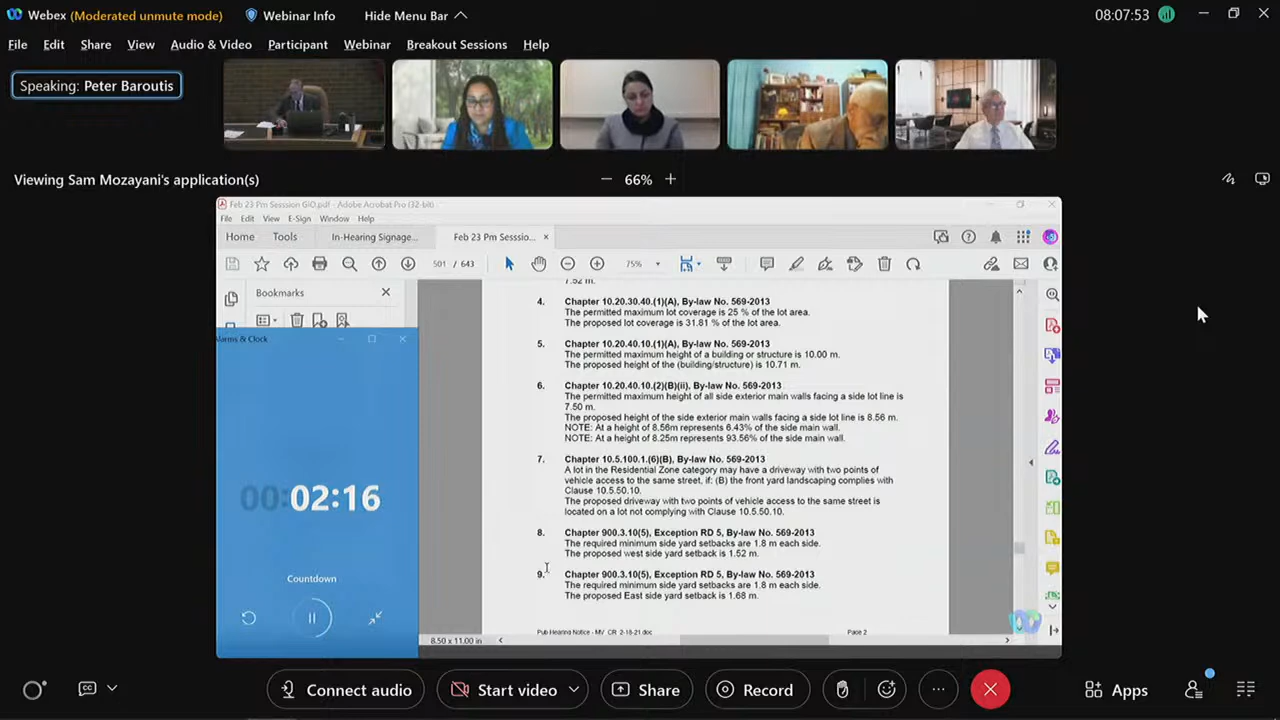 Webex (Moderated unmute mode) Webinar Info Hide Menu Bar 08:07:53
File Edit Share View Audio & Video Participant Webinar Breakout Sessions Help
Speaking: Peter Baroutis
Viewing Sam Mozayani's application(s) 66%
Feb 23 Pm Sesssion GIO.pdf - Adobe Acrobat Pro (32-bit)
File Edit View E-Sign Window Help
Home Tools In-Hearing Signage... Feb 23 Pm Sesssio... ×
501 / 643 75%
Bookmarks
7.52 m.
4. Chapter 10.20.30.40.(1)(A), By-law No. 569-2013
The permitted maximum lot coverage is 25 % of the lot area.
The proposed lot coverage is 31.81 % of the lot area.
5. Chapter 10.20.40.10.(1)(A), By-law No. 569-2013
The permitted maximum height of a building or structure is 10.00 m.
The proposed height of the (building/structure) is 10.71 m.
6. Chapter 10.20.40.10.(2)(B)(ii), By-law No. 569-2013
The permitted maximum height of all side exterior main walls facing a side lot line is
7.50 m.
The proposed height of the side exterior main walls facing a side lot line is 8.56 m.
NOTE: At a height of 8.56m represents 6.43% of the side main wall.
NOTE: At a height of 8.25m represents 93.56% of the side main wall.
7. Chapter 10.5.100.1.(6)(B), By-law No. 569-2013
A lot in the Residential Zone category may have a driveway with two points of
vehicle access to the same street, if: (B) the front yard landscaping complies with
Clause 10.5.50.10.
The proposed driveway with two points of vehicle access to the same street is
located on a lot not complying with Clause 10.5.50.10.
8. Chapter 900.3.10(5), Exception RD 5, By-law No. 569-2013
The required minimum side yard setbacks are 1.8 m each side.
The proposed west side yard setback is 1.52 m.
9. Chapter 900.3.10(5), Exception RD 5, By-law No. 569-2013
The required minimum side yard setbacks are 1.8 m each side.
The proposed East side yard setback is 1.68 m.
Pub Hearing Notice - MV_CR_2-18-21.doc Page 2
8.50 x 11.00 in
Alarms & Clock
00:02:16
Countdown
Connect audio Start video Share Record Apps